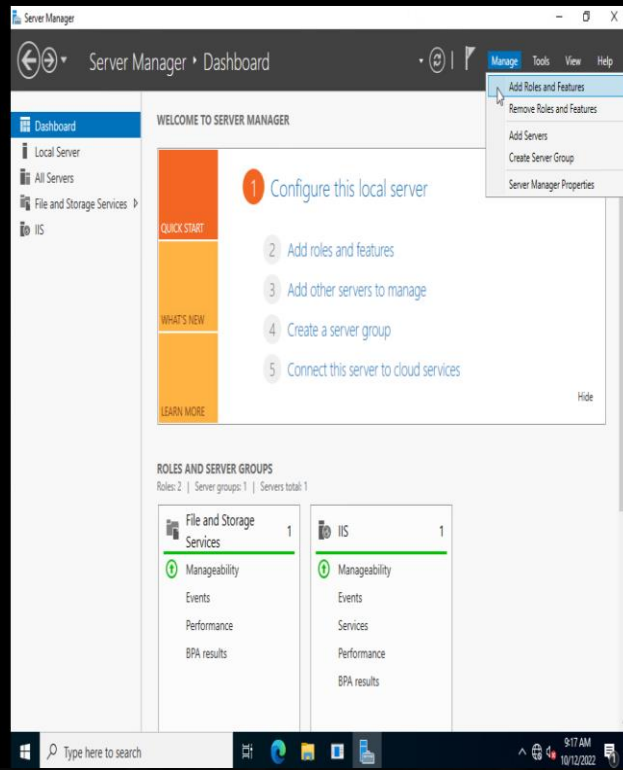 Server Manager
Server Manager • Dashboard
Manage Tools View Help
Add Roles and Features
Remove Roles and Features
Add Servers
Create Server Group
Server Manager Properties
Dashboard
Local Server
All Servers
File and Storage Services
IIS
WELCOME TO SERVER MANAGER
QUICK START
WHAT'S NEW
LEARN MORE
1 Configure this local server
2 Add roles and features
3 Add other servers to manage
4 Create a server group
5 Connect this server to cloud services
Hide
ROLES AND SERVER GROUPS
Roles: 2 | Server groups: 1 | Servers total: 1
File and Storage
Services 1
Manageability
Events
Performance
BPA results
IIS 1
Manageability
Events
Services
Performance
BPA results
Type here to search
9:17 AM
10/12/2022